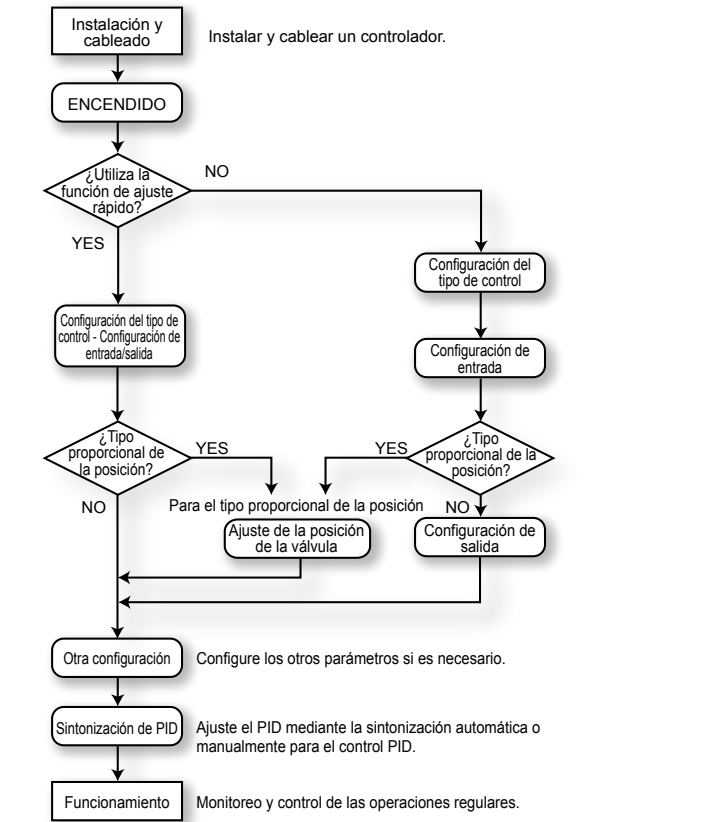 Instalación y
cableado
Instalar y cablear un controlador.
ENCENDIDO
¿Utiliza la
función de ajuste
rápido?
NO
YES
Configuración del
tipo de control
Configuración del tipo de
control - Configuración de
entrada/salida
Configuración de
entrada
¿Tipo
proporcional de
la posición?
YES
NO
YES
¿Tipo
proporcional de la
posición?
NO
Para el tipo proporcional de la posición
Ajuste de la posición
de la válvula
Configuración de
salida
Otra configuración
Configure los otros parámetros si es necesario.
Sintonización de PID
Ajuste el PID mediante la sintonización automática o
manualmente para el control PID.
Funcionamiento
Monitoreo y control de las operaciones regulares.